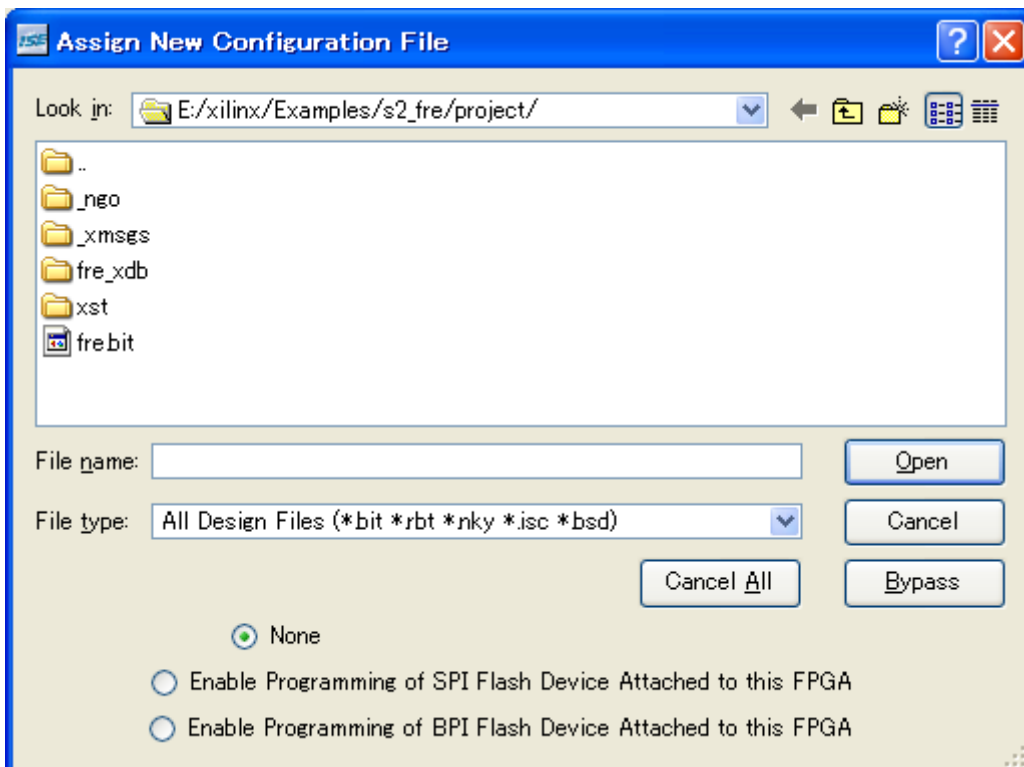 ISE Assign New Configuration File
Look in: E:/xilinx/Examples/s2_fre/project/
..
_ngo
_xmsgs
fre_xdb
xst
fre.bit
File name: Open
File type: All Design Files (*.bit *.rbt *.nky *.isc *.bsd) Cancel
Cancel All Bypass
None
Enable Programming of SPI Flash Device Attached to this FPGA
Enable Programming of BPI Flash Device Attached to this FPGA